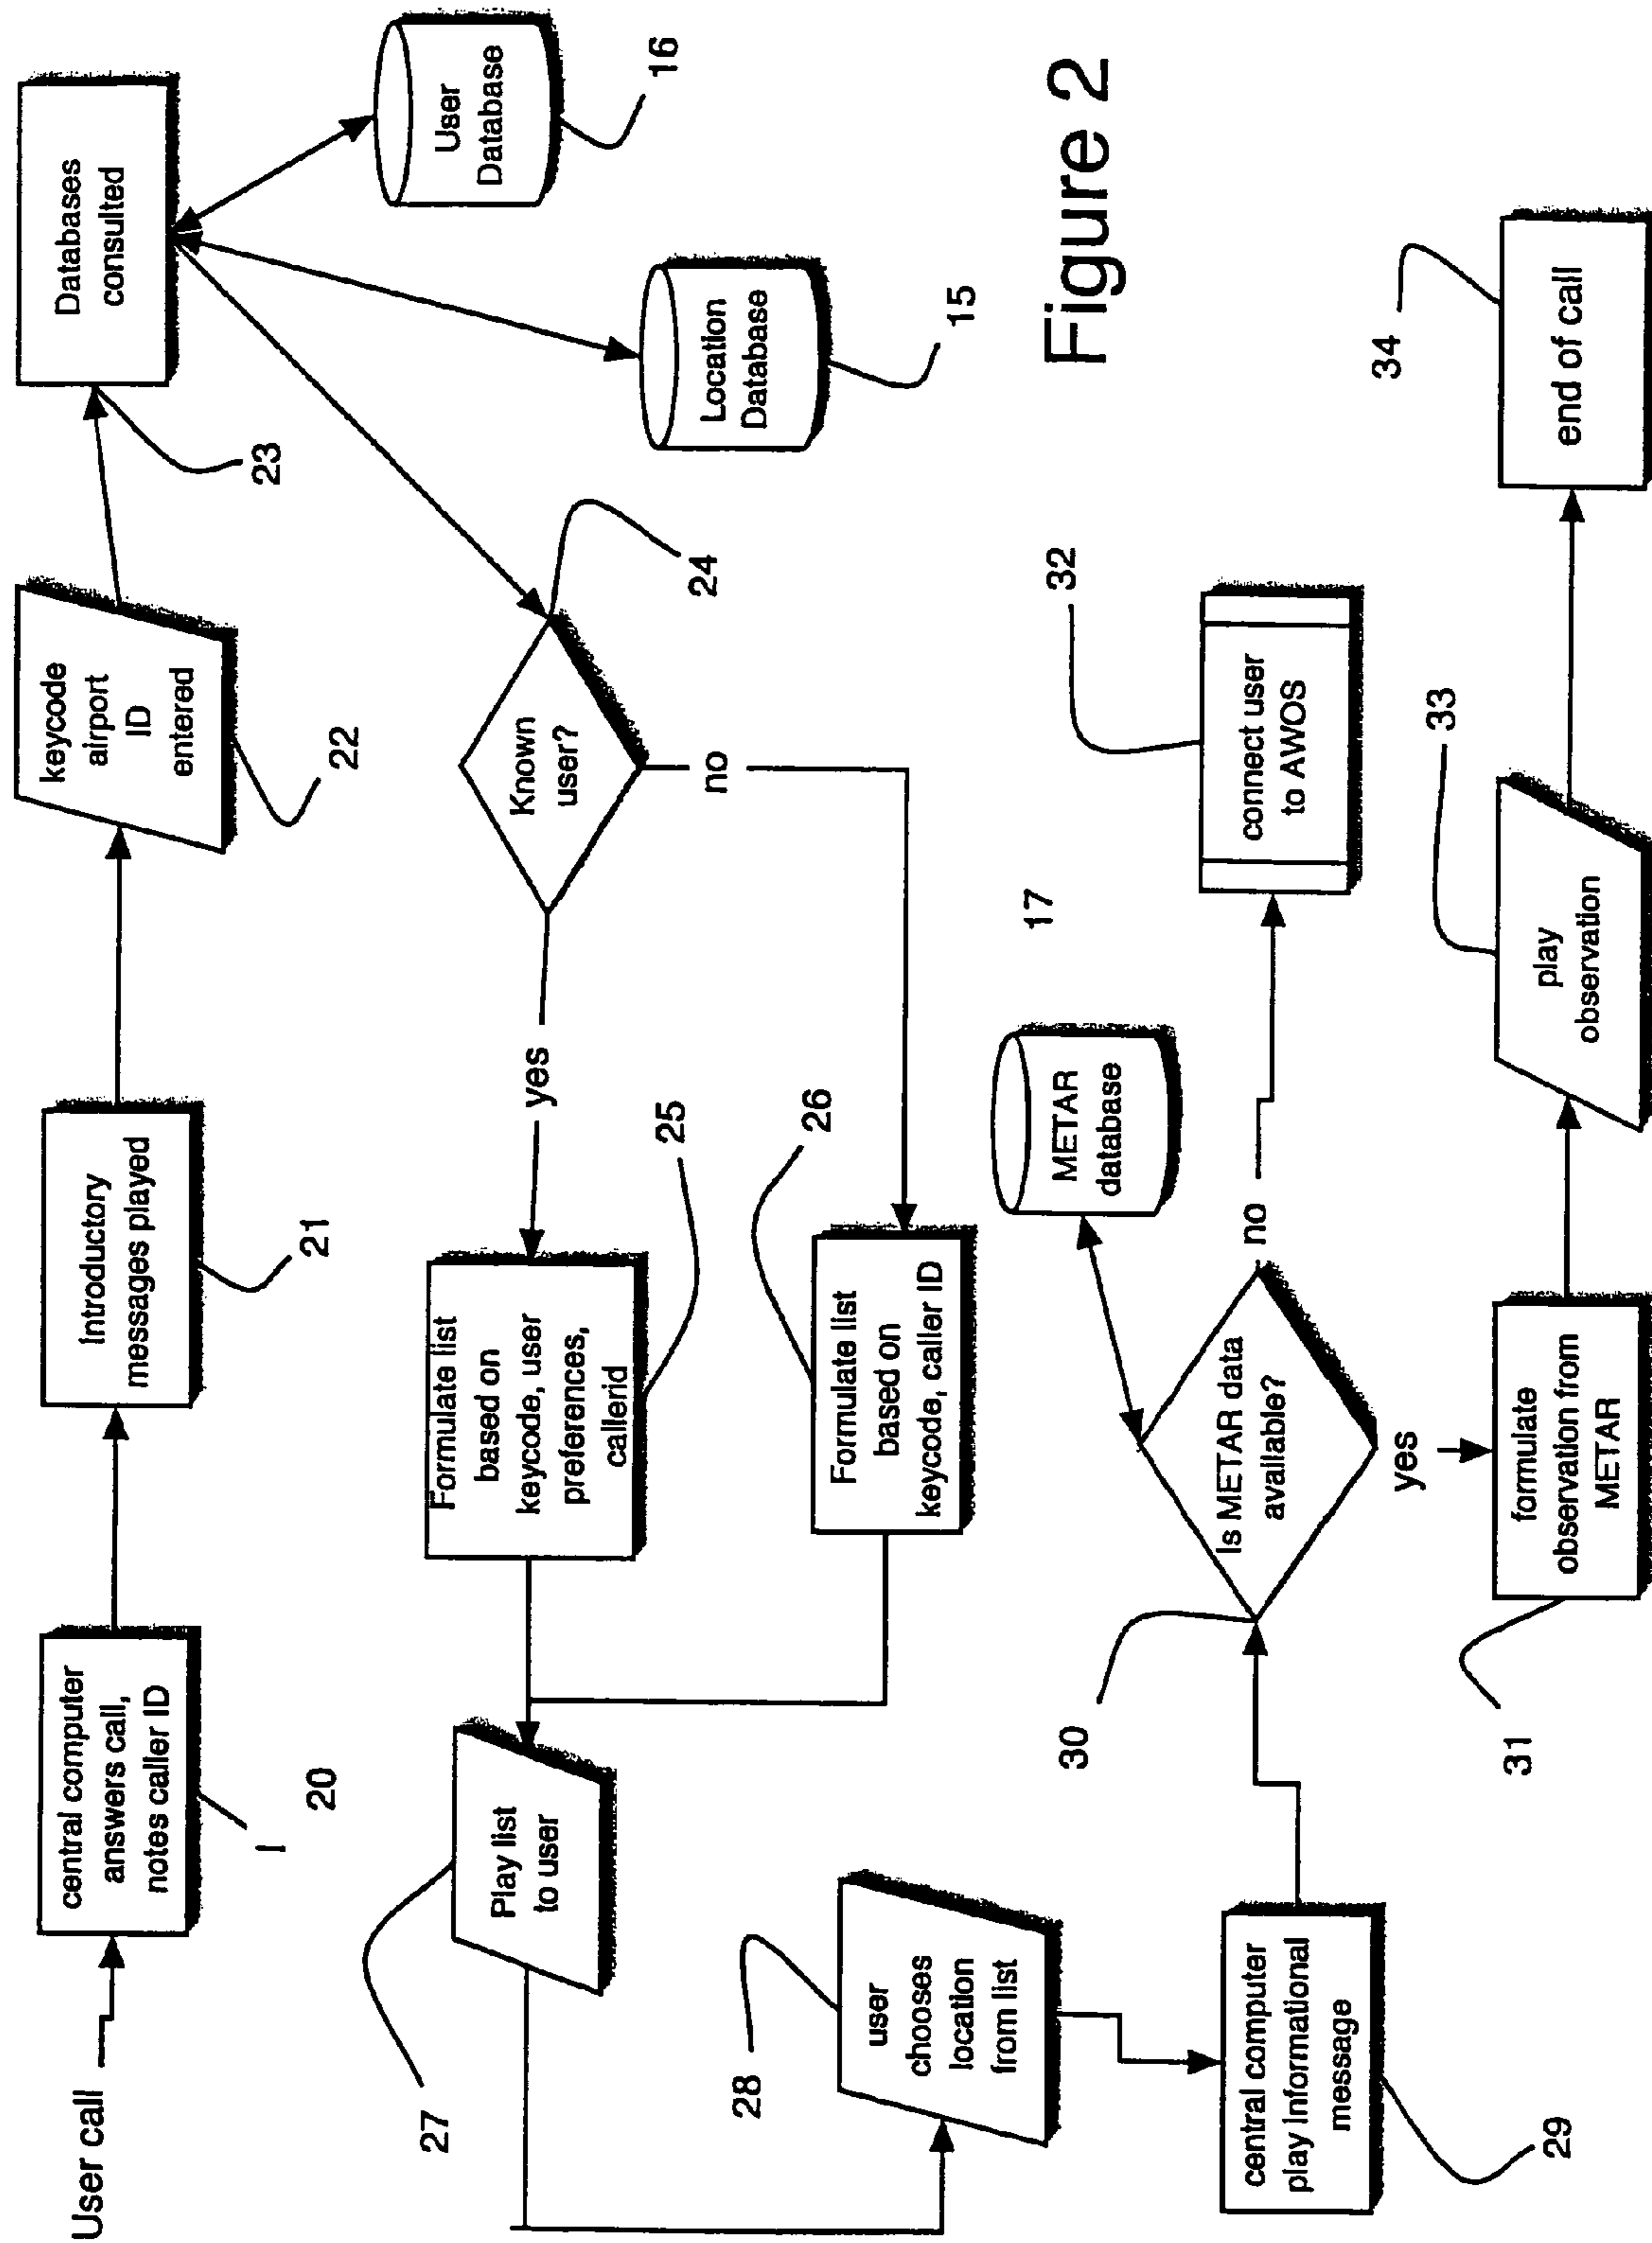 User call
central computer
answers call,
notes caller ID
20
Introductory
messages played
21
keycode
airport
ID
entered
22
Databases
consulted
23
User
Database
16
Location
Database
15
Known
user?
24
yes
no
Formulate list
based on
keycode, user
preferences,
callerid
25
Formulate list
based on
keycode, caller ID
26
Play list
to user
27
user
chooses
location
from list
28
central computer
play Informational
message
29
Is METAR data
available?
30
METAR
database
17
no
connect user
to AWOS
32
yes
formulate
observation from
METAR
31
play
observation
33
end of call
34
Figure 2